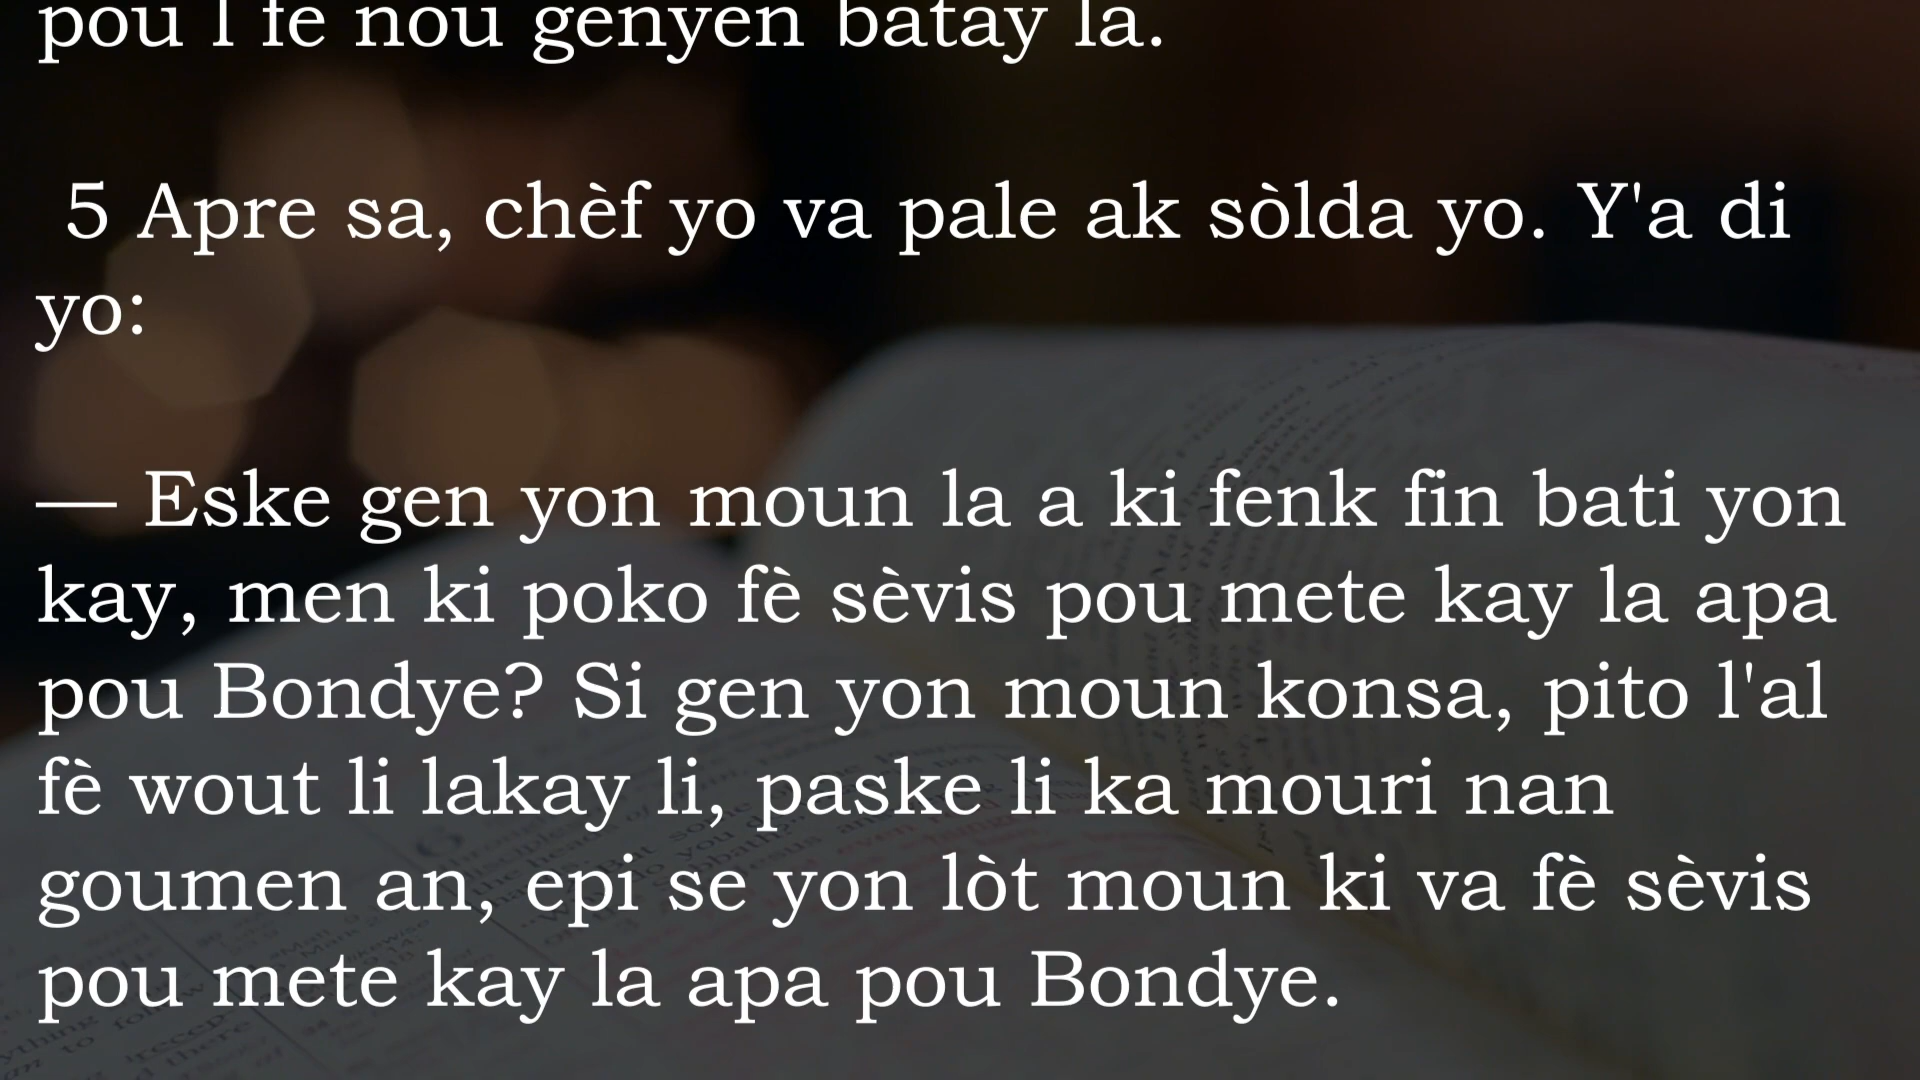 pou l fè nou genyen batay la.
5 Apre sa, chèf yo va pale ak sòlda yo. Y'a di
yo:
— Eske gen yon moun la a ki fenk fin bati yon
kay, men ki poko fè sèvis pou mete kay la apa
pou Bondye? Si gen yon moun konsa, pito l'al
fè wout li lakay li, paske li ka mouri nan
goumen an, epi se yon lòt moun ki va fè sèvis
pou mete kay la apa pou Bondye.